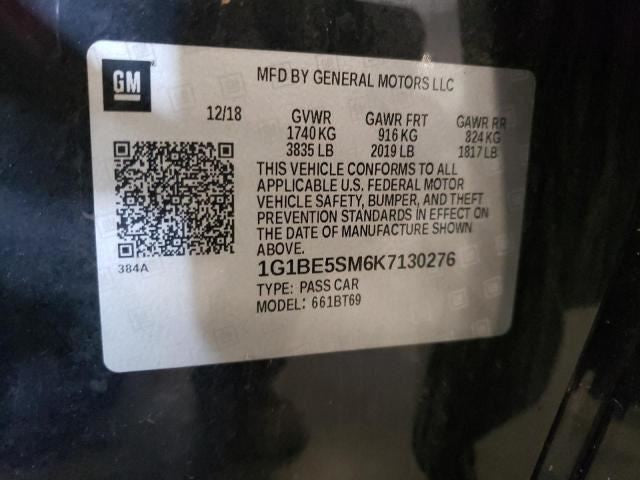 GM
MFD BY GENERAL MOTORS LLC
12/18 GVWR GAWR FRT GAWR RR
1740 KG 916 KG 824 KG
3835 LB 2019 LB 1817 LB
THIS VEHICLE CONFORMS TO ALL
APPLICABLE U.S. FEDERAL MOTOR
VEHICLE SAFETY, BUMPER, AND THEFT
PREVENTION STANDARDS IN EFFECT ON
THE DATE OF MANUFACTURE SHOWN
ABOVE.
384A
1G1BE5SM6K7130276
TYPE: PASS CAR
MODEL: 661BT69